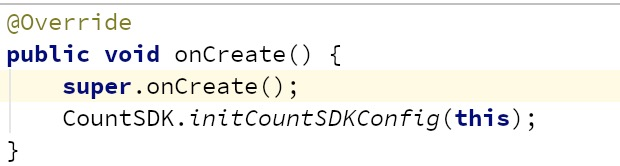 @Override
public void onCreate() {
    super.onCreate();
    CountSDK.initCountSDKConfig(this);
}